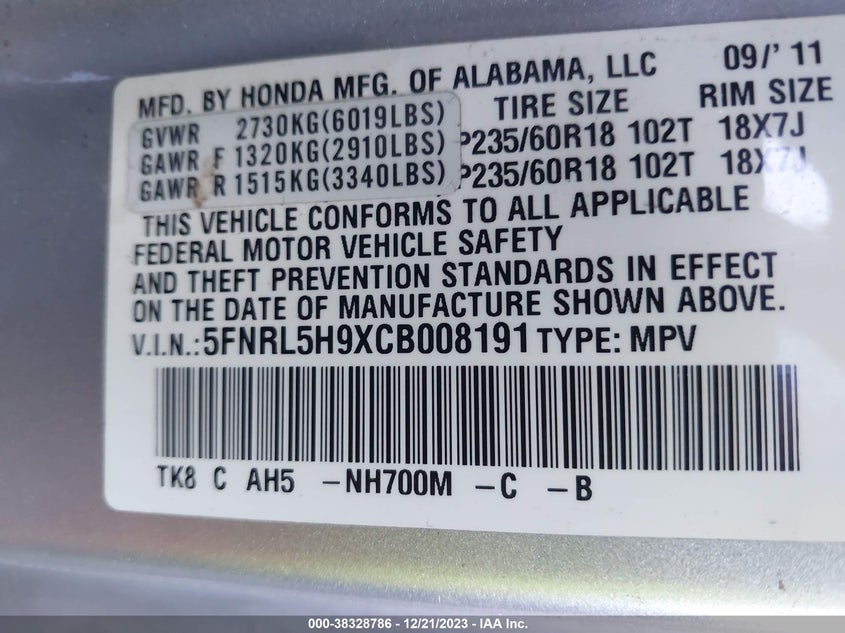 MFD. BY HONDA MFG. OF ALABAMA, LLC 09/' 11
GVWR 2730KG(6019LBS) TIRE SIZE RIM SIZE
GAWR F 1320KG(2910LBS) P235/60R18 102T 18X7J
GAWR R 1515KG(3340LBS) P235/60R18 102T 18X7J
THIS VEHICLE CONFORMS TO ALL APPLICABLE
FEDERAL MOTOR VEHICLE SAFETY
AND THEFT PREVENTION STANDARDS IN EFFECT
ON THE DATE OF MANUFACTURE SHOWN ABOVE.
V.I.N.:5FNRL5H9XCB008191 TYPE: MPV
TK8 C AH5 -NH700M -C -B
000-38328786 - 12/21/2023 - IAA Inc.